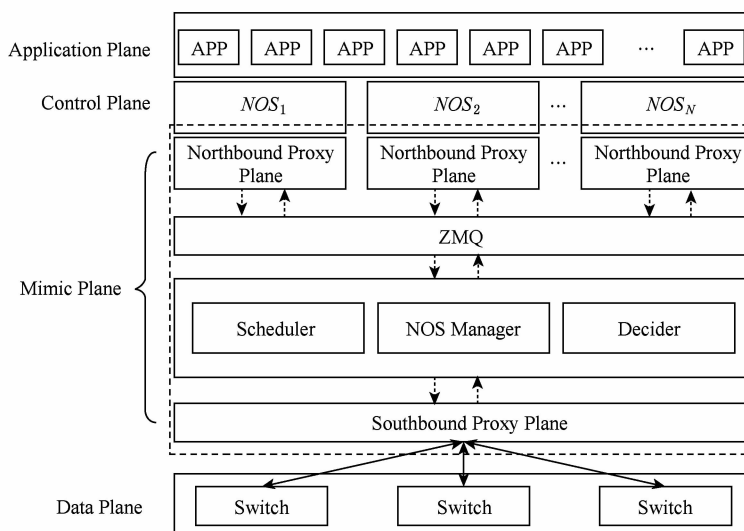 Application Plane
APP APP APP APP APP APP ... APP
Control Plane
NOS₁ NOS₂ ... NOS_N
Northbound Proxy Plane Northbound Proxy Plane ... Northbound Proxy Plane
ZMQ
Mimic Plane
Scheduler NOS Manager Decider
Southbound Proxy Plane
Data Plane
Switch Switch Switch